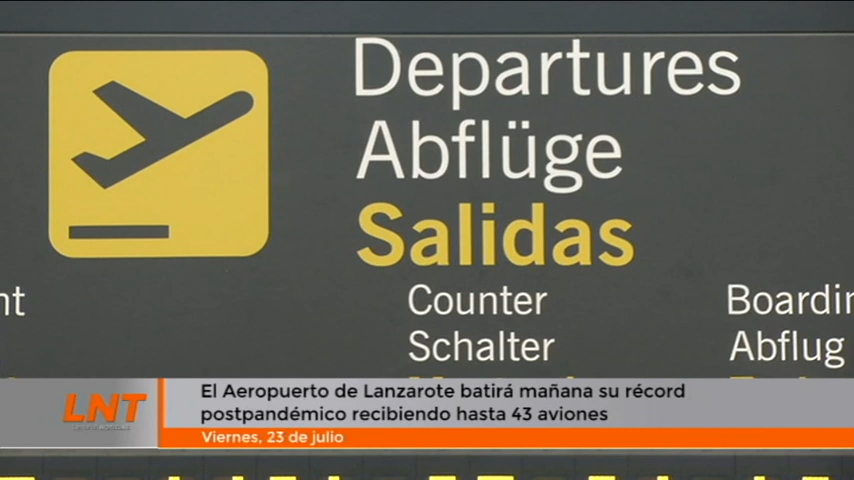 Departures
Abflüge
Salidas
nt
Counter
Boardin
Schalter
Abflug
El Aeropuerto de Lanzarote batirá mañana su récord
postpandémico recibiendo hasta 43 aviones
LNT
Viernes, 23 de julio